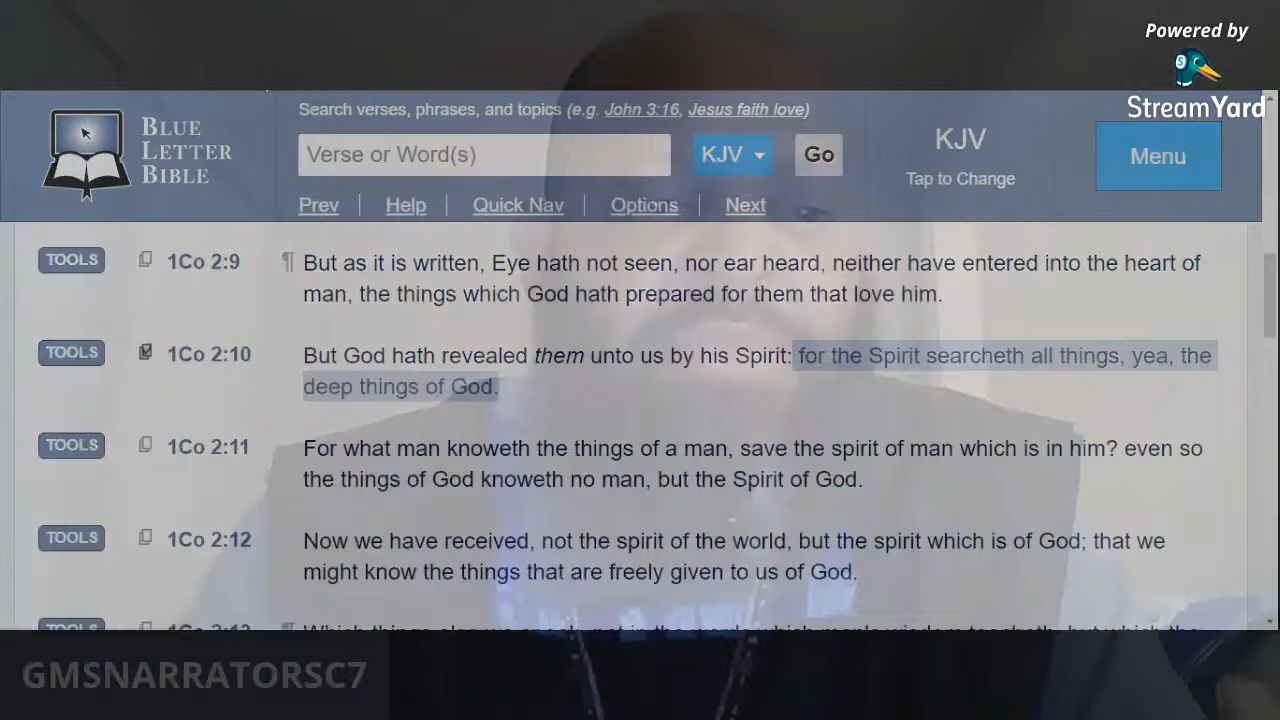 Powered by
StreamYard
Search verses, phrases, and topics (e.g. John 3:16, Jesus faith love)
BLUE
LETTER
BIBLE
Verse or Word(s)
KJV
Go
KJV
Tap to Change
Menu
Prev
Help
Quick Nav
Options
Next
TOOLS 1Co 2:9 ¶ But as it is written, Eye hath not seen, nor ear heard, neither have entered into the heart of
man, the things which God hath prepared for them that love him.
TOOLS 1Co 2:10 But God hath revealed them unto us by his Spirit: for the Spirit searcheth all things, yea, the
deep things of God.
TOOLS 1Co 2:11 For what man knoweth the things of a man, save the spirit of man which is in him? even so
the things of God knoweth no man, but the Spirit of God.
TOOLS 1Co 2:12 Now we have received, not the spirit of the world, but the spirit which is of God; that we
might know the things that are freely given to us of God.
GMSNARRATORSC7